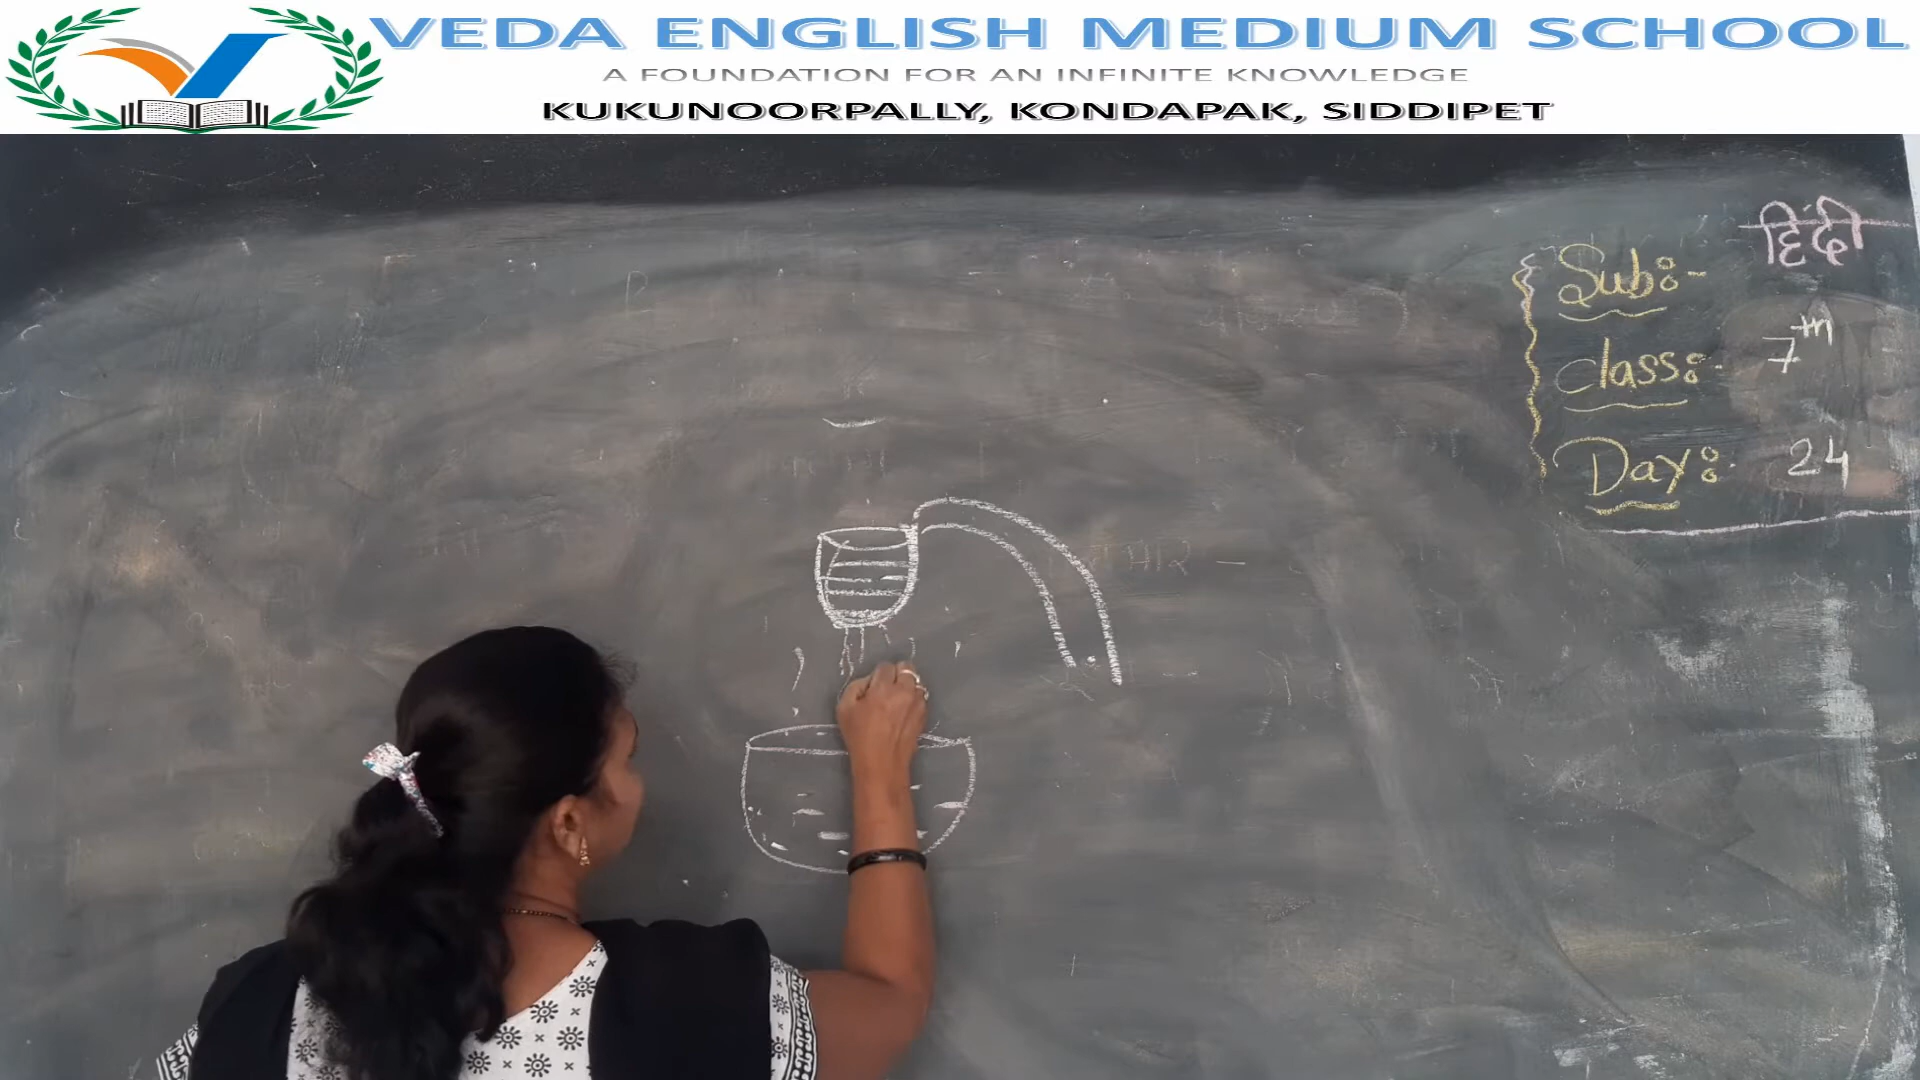 VEDA ENGLISH MEDIUM SCHOOL
A FOUNDATION FOR AN INFINITE KNOWLEDGE
KUKUNOORPALLY, KONDAPAK, SIDDIPET
Sub:- हिंदी
Class:- 7th
Day:- 24